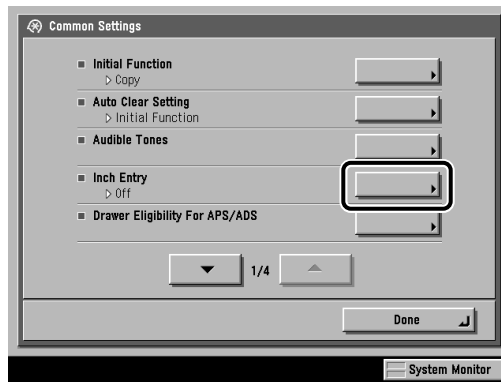 Common Settings
Initial Function
Copy
Auto Clear Setting
Initial Function
Audible Tones
Inch Entry
Off
Drawer Eligibility For APS/ADS
1/4
Done
System Monitor